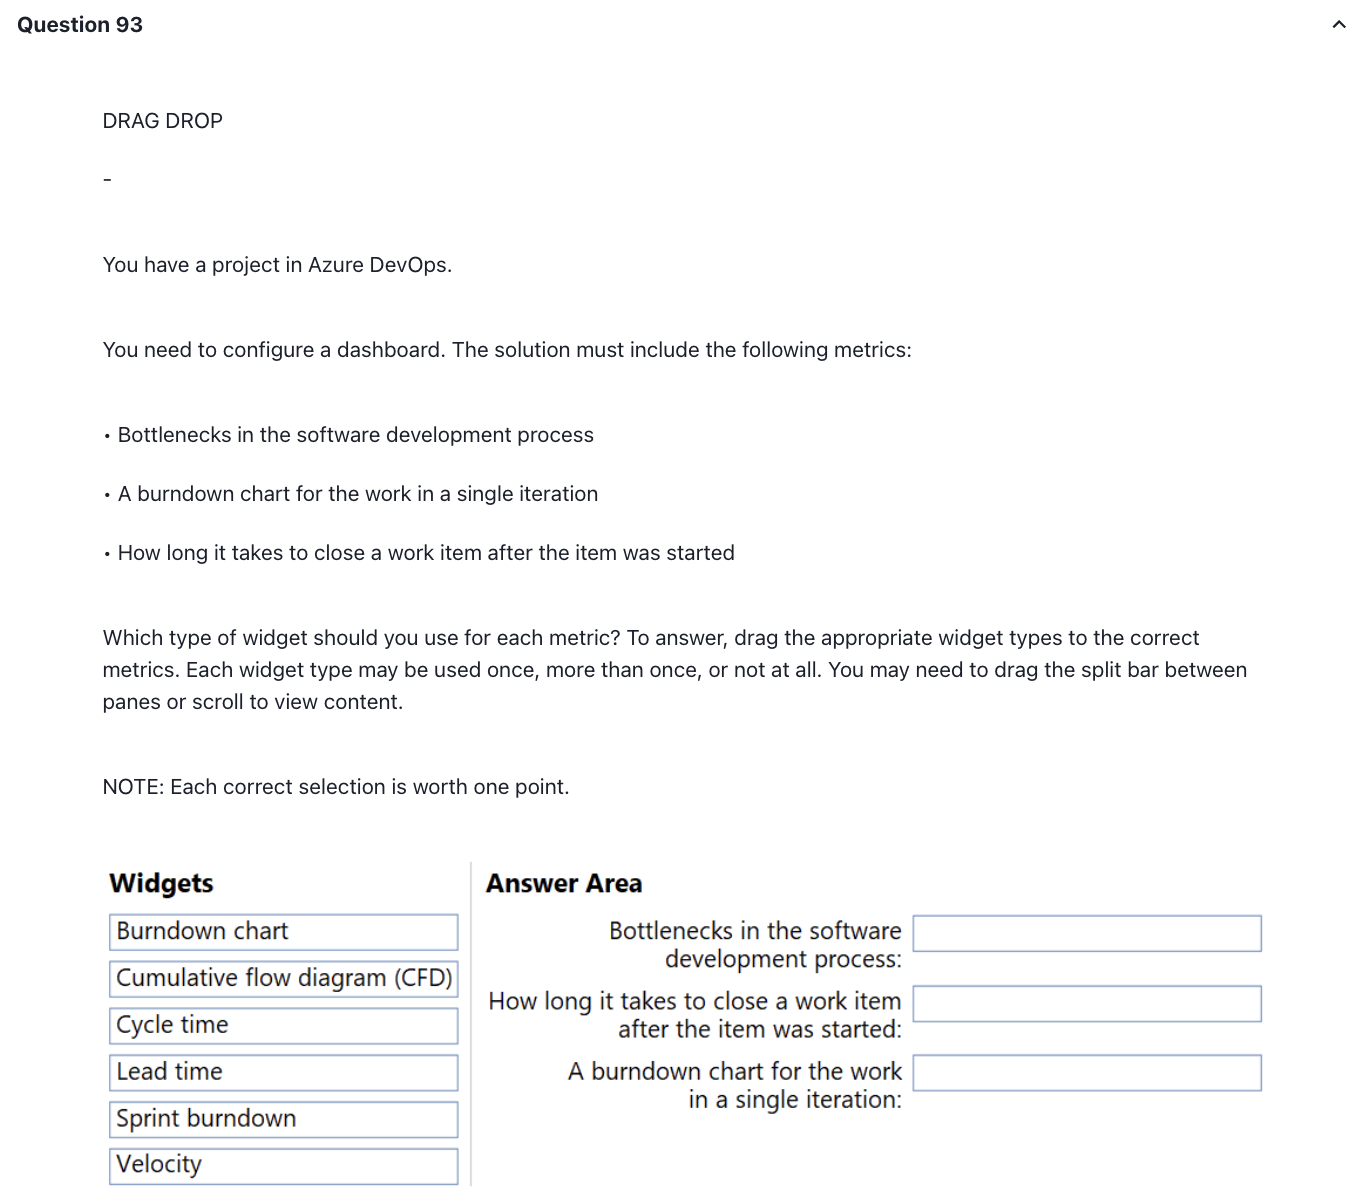 Question 93
DRAG DROP
-
You have a project in Azure DevOps.
You need to configure a dashboard. The solution must include the following metrics:
• Bottlenecks in the software development process
• A burndown chart for the work in a single iteration
• How long it takes to close a work item after the item was started
Which type of widget should you use for each metric? To answer, drag the appropriate widget types to the correct
metrics. Each widget type may be used once, more than once, or not at all. You may need to drag the split bar between
panes or scroll to view content.
NOTE: Each correct selection is worth one point.
Widgets
Burndown chart
Cumulative flow diagram (CFD)
Cycle time
Lead time
Sprint burndown
Velocity
Answer Area
Bottlenecks in the software
development process:
How long it takes to close a work item
after the item was started:
A burndown chart for the work
in a single iteration: